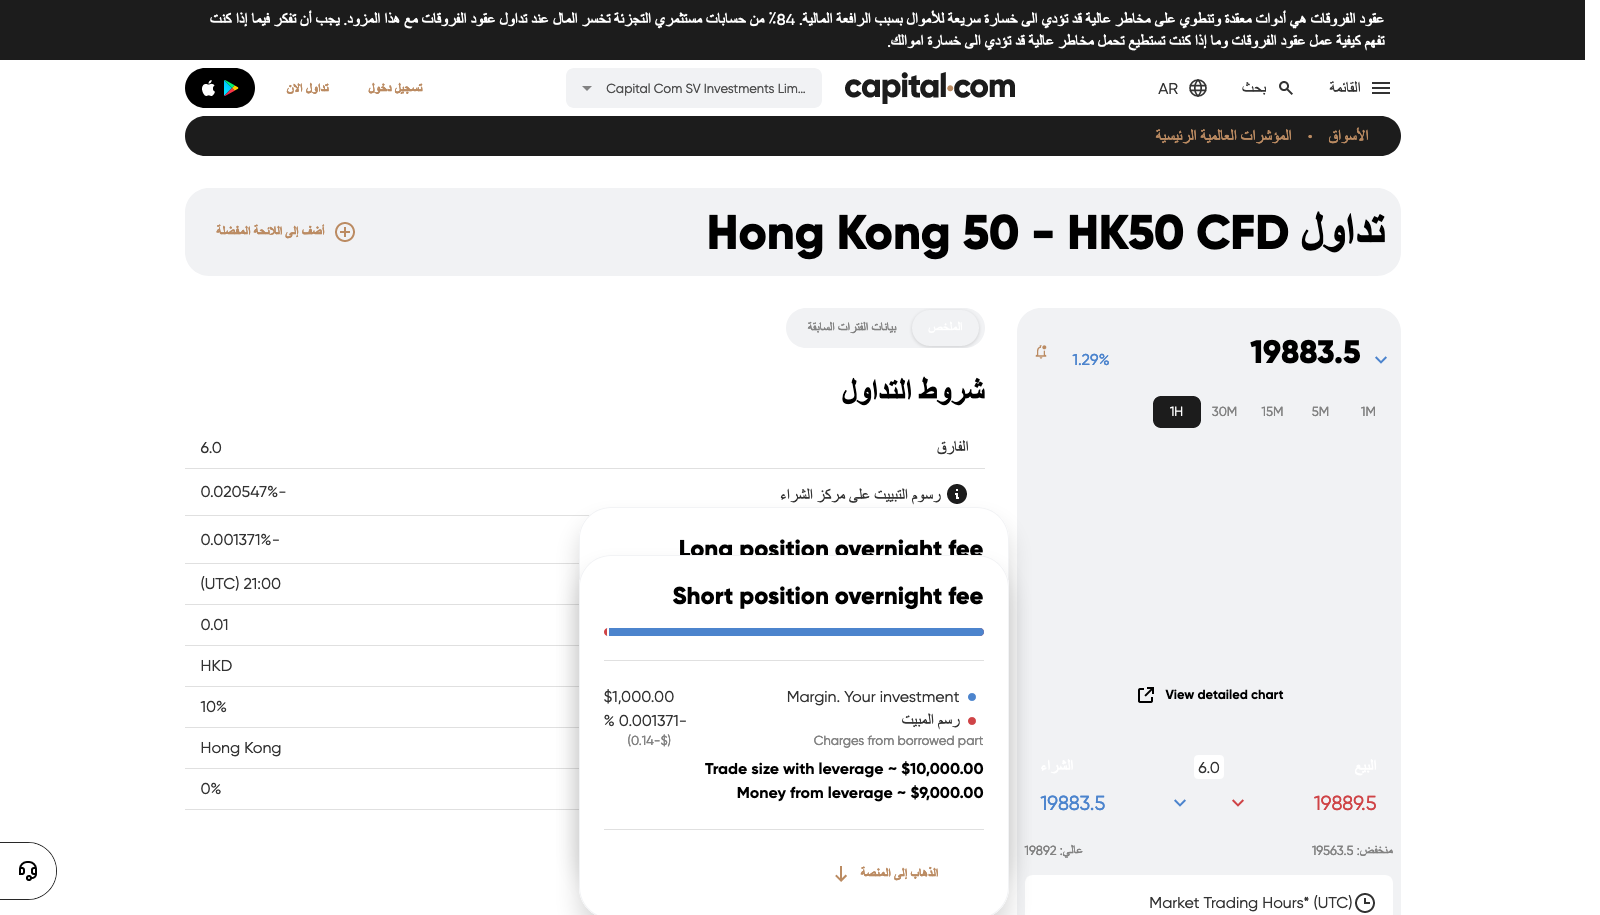 عقود الفروقات هي أدوات معقدة وتنطوي على مخاطر عالية قد تؤدي الى خسارة سريعة للأموال بسبب الرافعة المالية. 84٪ من حسابات مستثمري التجزئة تخسر المال عند تداول عقود الفروقات مع هذا المزود. يجب أن تفكر فيما إذا كنت
تفهم كيفية عمل عقود الفروقات وما إذا كنت تستطيع تحمل مخاطر عالية قد تؤدي الى خسارة اموالك.
القائمة
بحث
AR
capital.com
Capital Com SV Investments Lim...
تسجيل دخول
تداول الان
الأسواق • المؤشرات العالمية الرئيسية
تداول Hong Kong 50 - HK50 CFD
أضف إلى اللائحة المفضلة
19883.5
1.29%
1M
5M
15M
30M
1H
View detailed chart
البيع
6.0
الشراء
19889.5
19883.5
منخفض: 19563.5
عالي: 19892
Market Trading Hours* (UTC)
الملخص
بيانات الفترات السابقة
شروط التداول
الفارق
6.0
رسوم التبييت على مركز الشراء
0.020547%-
0.001371%-
(UTC) 21:00
0.01
HKD
10%
Hong Kong
0%
Long position overnight fee
Short position overnight fee
Margin. Your investment
$1,000.00
رسم المبيت
% 0.001371-
Charges from borrowed part
(0.14-$)
Trade size with leverage ~ $10,000.00
Money from leverage ~ $9,000.00
الذهاب إلى المنصة